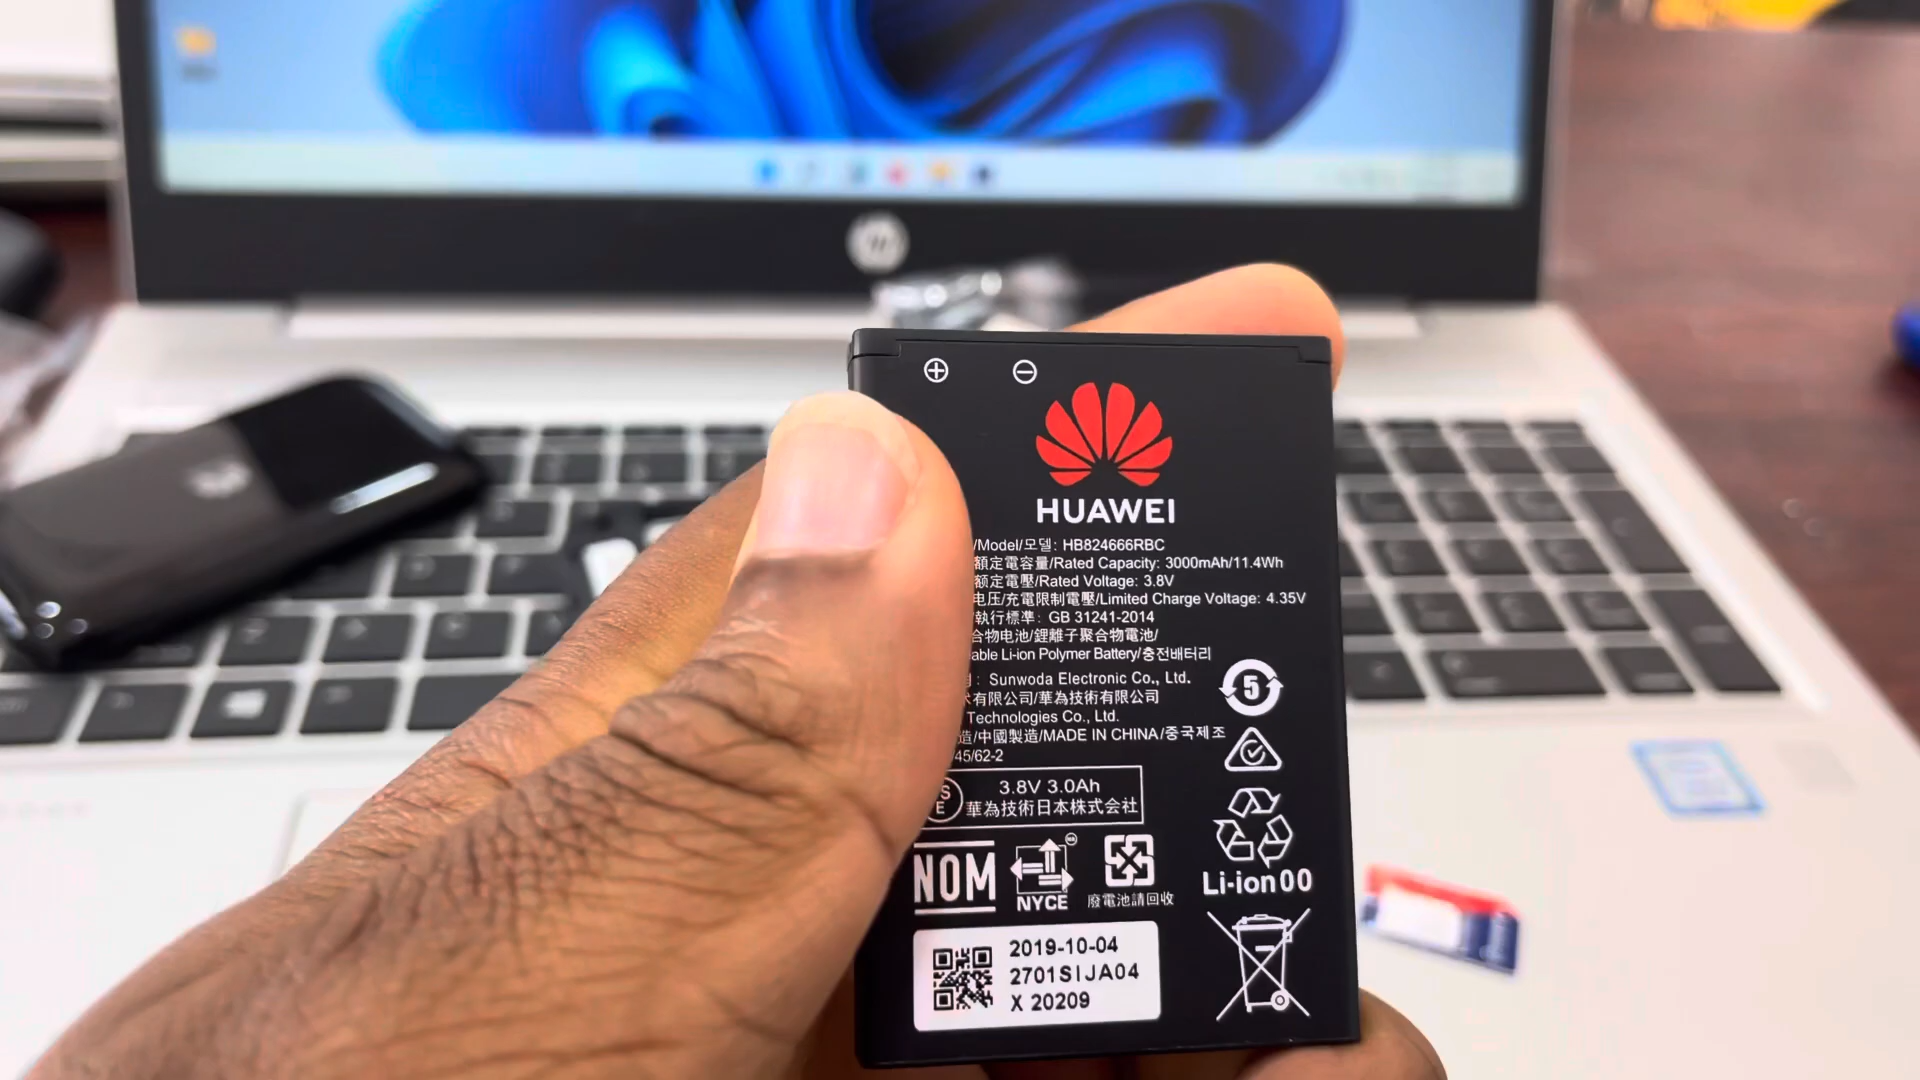 HUAWEI
/Model/모델: HB824666RBC
額定電容量/Rated Capacity: 3000mAh/11.4Wh
额定電壓/Rated Voltage: 3.8V
电压/充電限制電壓/Limited Charge Voltage: 4.35V
執行標準: GB 31241-2014
合物电池/鋰離子聚合物電池/
able Li-ion Polymer Battery/충전배터리
: Sunwoda Electronic Co., Ltd.
术有限公司/華為技術有限公司
Technologies Co., Ltd.
造/中國製造/MADE IN CHINA/중국제조
45/62-2
5
S
E
3.8V 3.0Ah
華為技術日本株式会社
NOM
NYCE
廢電池請回收
Li-ion 00
2019-10-04
2701SIJA04
X 20209